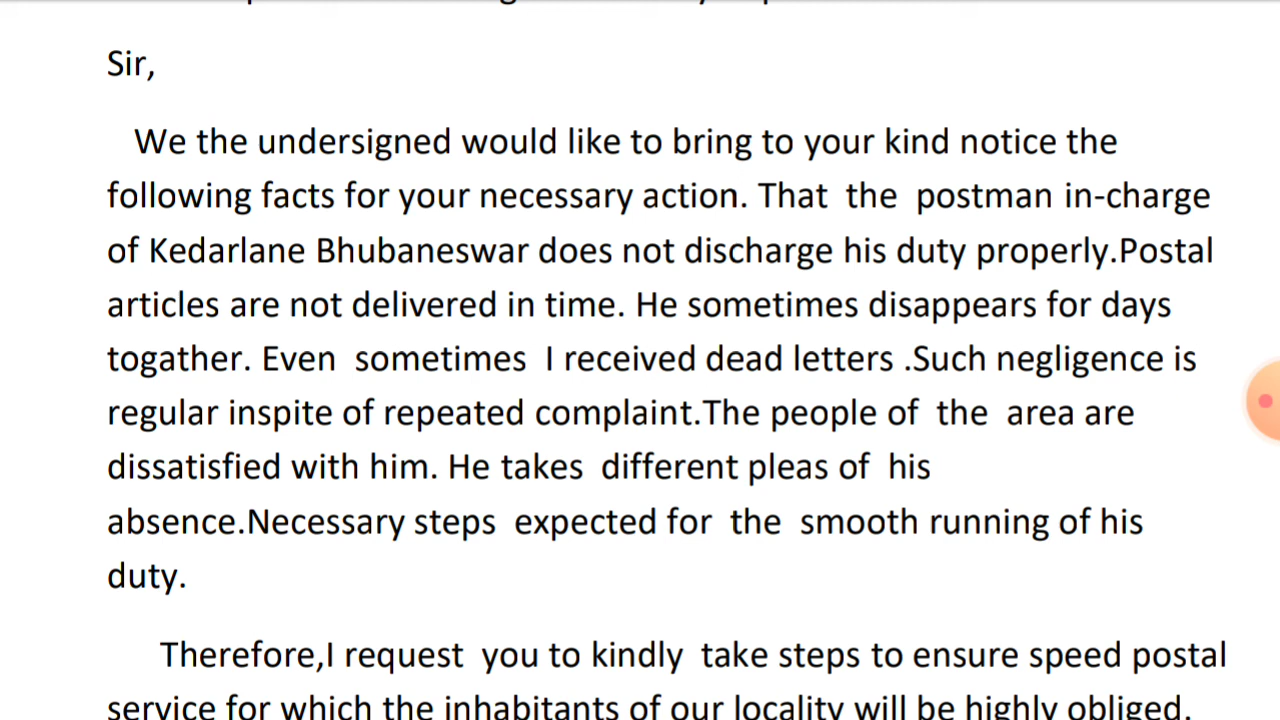 Sir,
We the undersigned would like to bring to your kind notice the
following facts for your necessary action. That the postman in-charge
of Kedarlane Bhubaneswar does not discharge his duty properly.Postal
articles are not delivered in time. He sometimes disappears for days
togather. Even sometimes I received dead letters .Such negligence is
regular inspite of repeated complaint.The people of the area are
dissatisfied with him. He takes different pleas of his
absence.Necessary steps expected for the smooth running of his
duty.
Therefore,I request you to kindly take steps to ensure speed postal
service for which the inhabitants of our locality will be highly obliged.